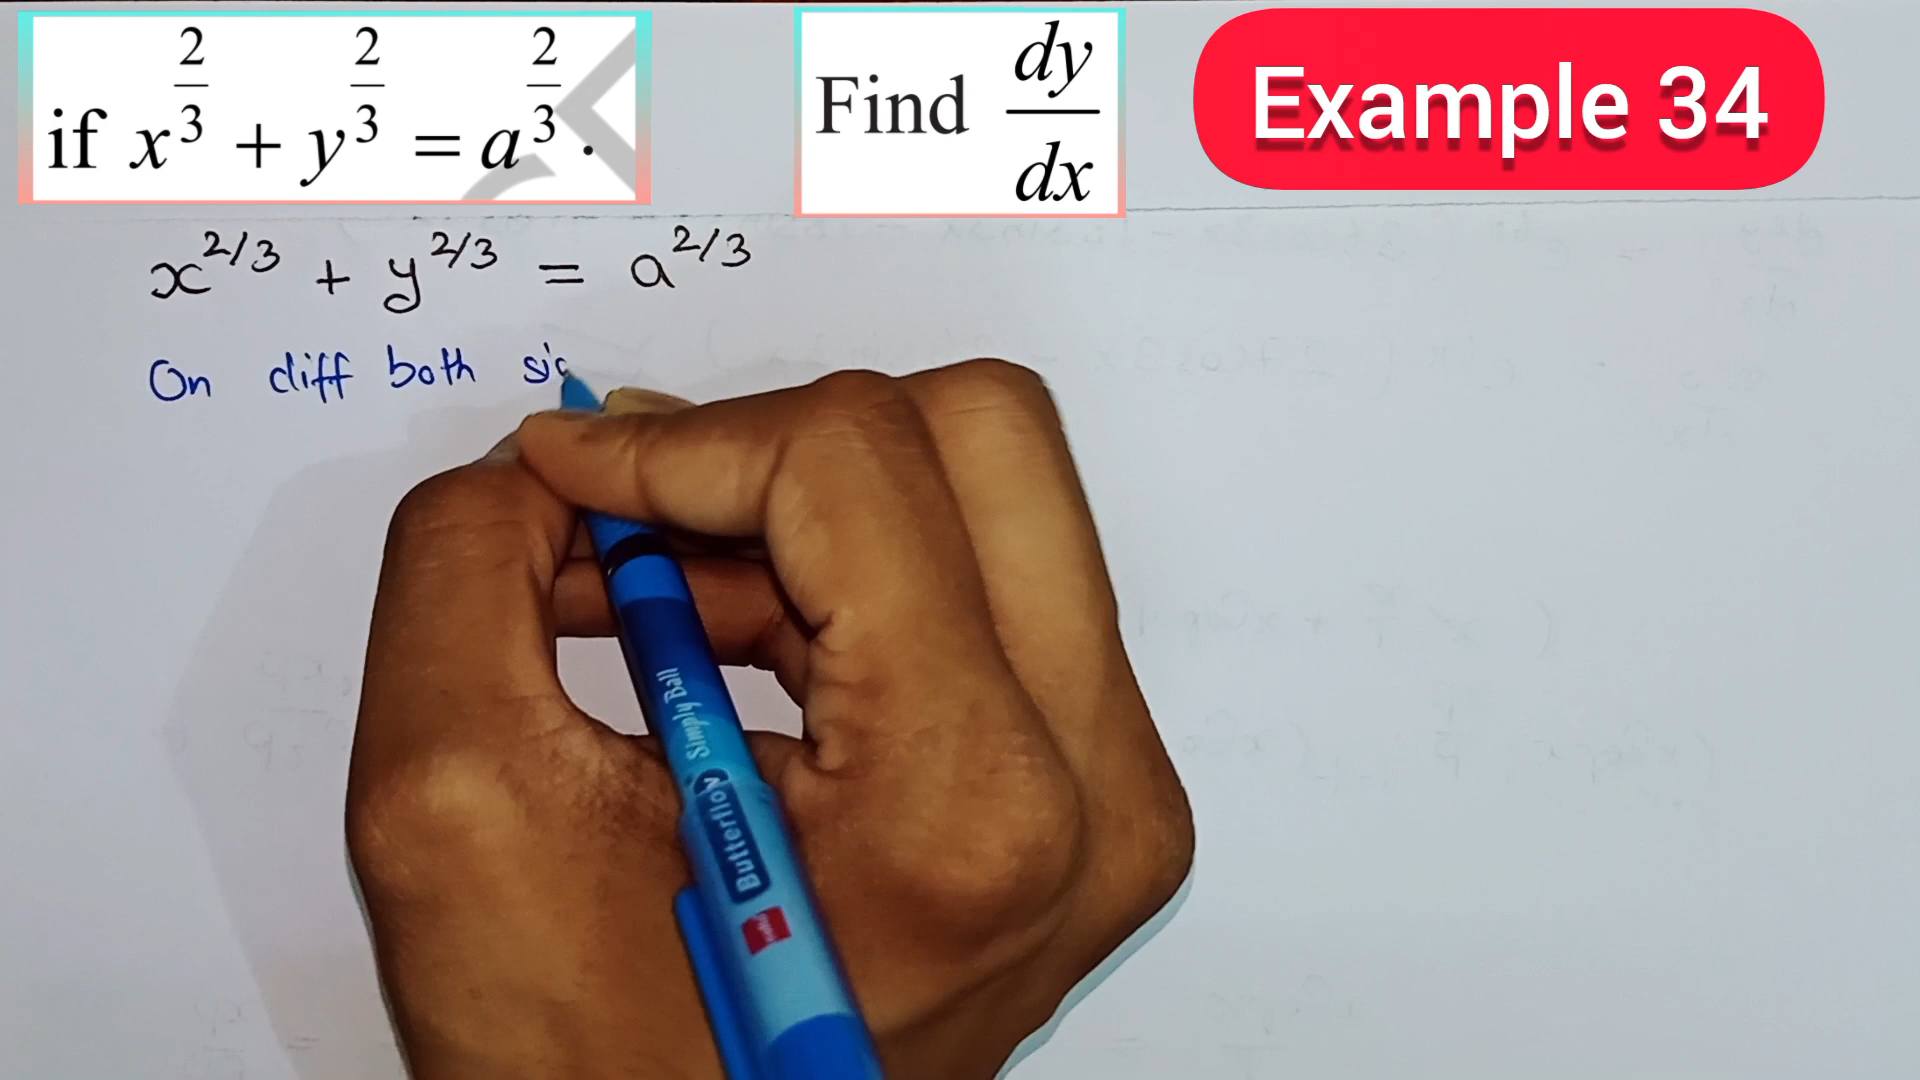 if x^{2/3} + y^{2/3} = a^{2/3}.
Find dy/dx
Example 34
x^{2/3} + y^{2/3} = a^{2/3}
On diff both
Simply Ball
Butterflow